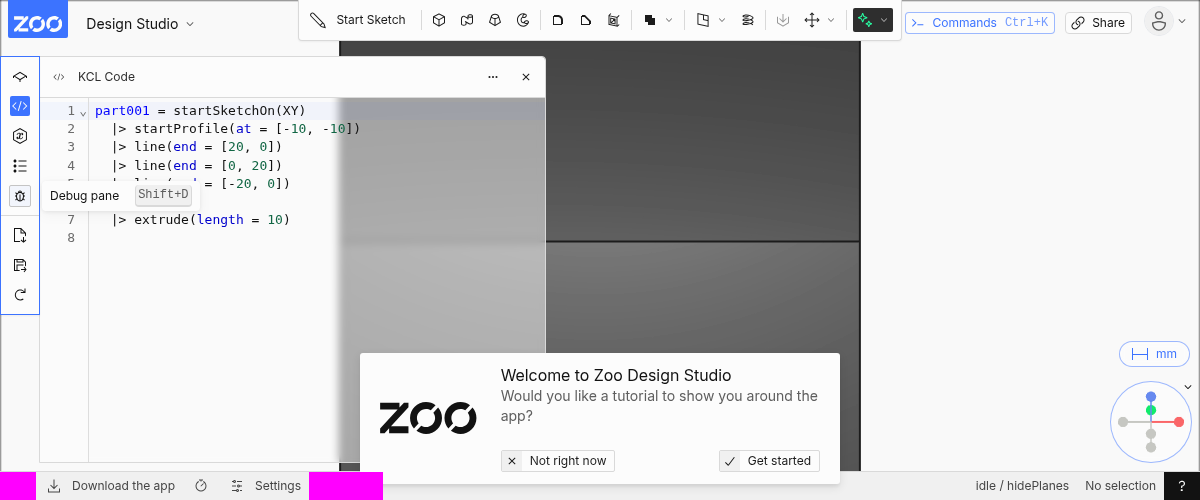 ZOO
Design Studio
Start Sketch
Commands Ctrl+K
Share
KCL Code
1 part001 = startSketchOn(XY)
2 |> startProfile(at = [-10, -10])
3 |> line(end = [20, 0])
4 |> line(end = [0, 20])
= [-20, 0])
Debug pane Shift+D
7 |> extrude(length = 10)
8
mm
ZOO
Welcome to Zoo Design Studio
Would you like a tutorial to show you around the
app?
Not right now
Get started
Download the app
Settings
idle / hidePlanes
No selection
?